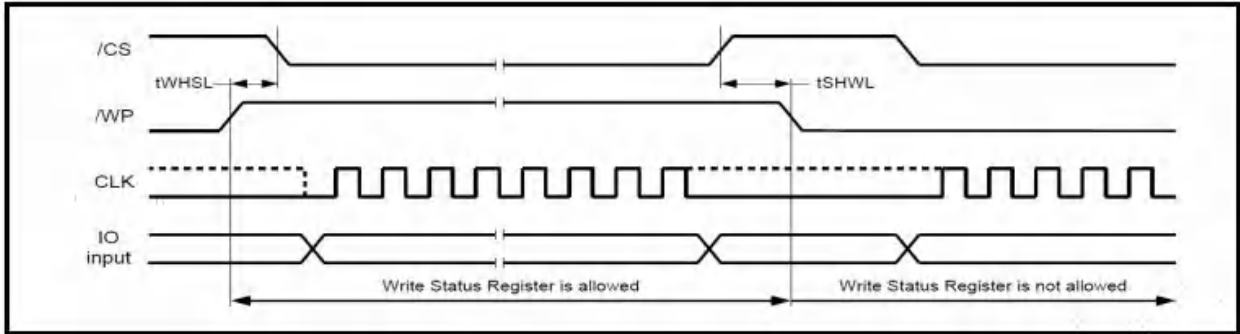 /CS
tWHSL
tSHWL
/WP
CLK
IO
input
Write Status Register is allowed
Write Status Register is not allowed